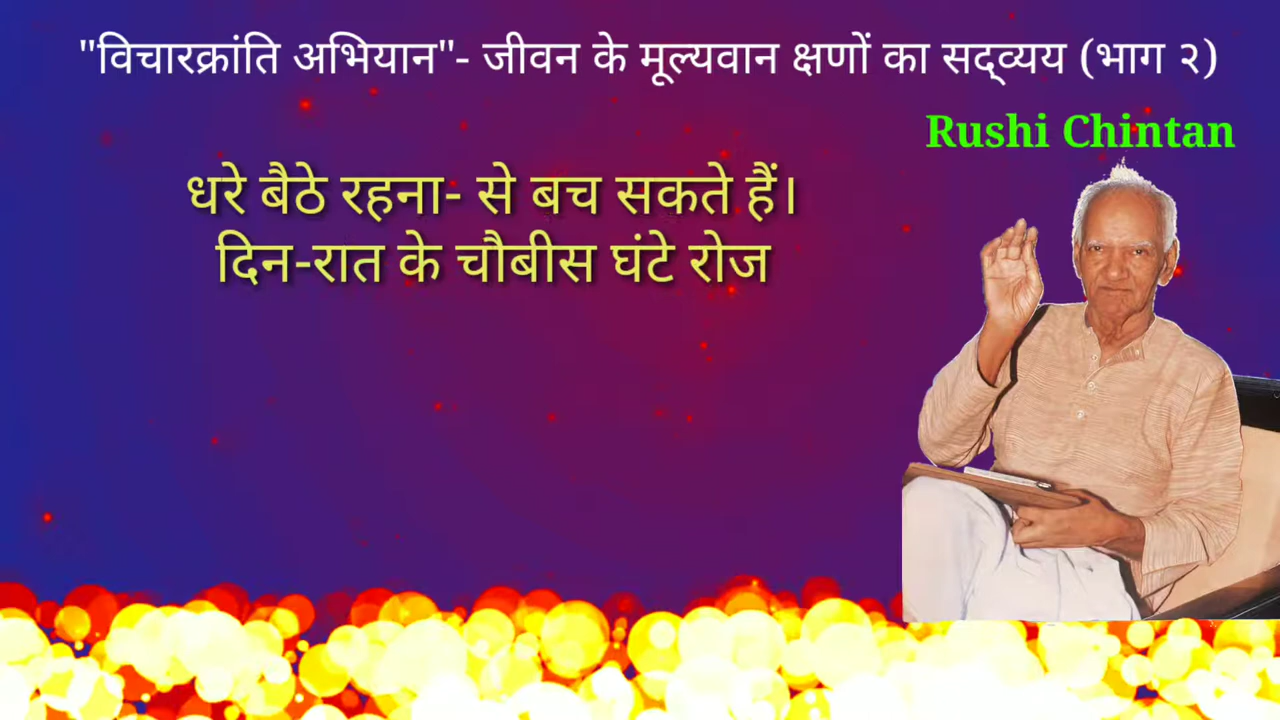 "विचारक्रांति अभियान"- जीवन के मूल्यवान क्षणों का सद्व्यय (भाग २)
Rushi Chintan
धरे बैठे रहना- से बच सकते हैं।
दिन-रात के चौबीस घंटे रोज